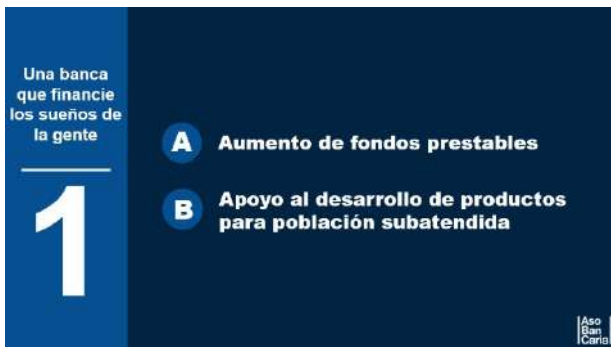 Una banca
que financie
los sueños de
la gente
1
A Aumento de fondos prestables
B Apoyo al desarrollo de productos
para población subatendida
Aso
Ban
Caria